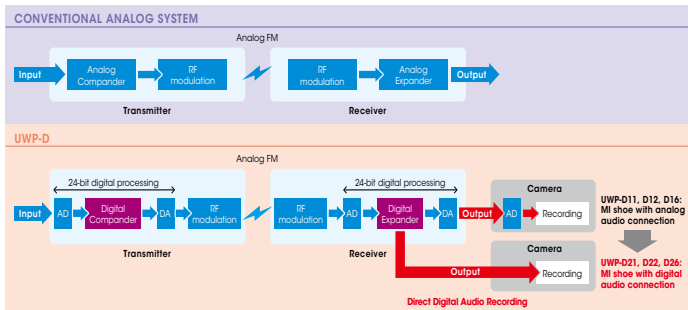 CONVENTIONAL ANALOG SYSTEM
Analog FM
Input
Analog
Compander
RF
modulation
RF
modulation
Analog
Expander
Output
Transmitter
Receiver
UWP-D
Analog FM
24-bit digital processing
24-bit digital processing
Input
AD
Digital
Compander
DA
RF
modulation
RF
modulation
AD
Digital
Expander
DA
Output
Camera
AD
Recording
UWP-D11, D12, D16:
MI shoe with analog
audio connection
Transmitter
Receiver
Output
Camera
Recording
UWP-D21, D22, D26:
MI shoe with digital
audio connection
Direct Digital Audio Recording